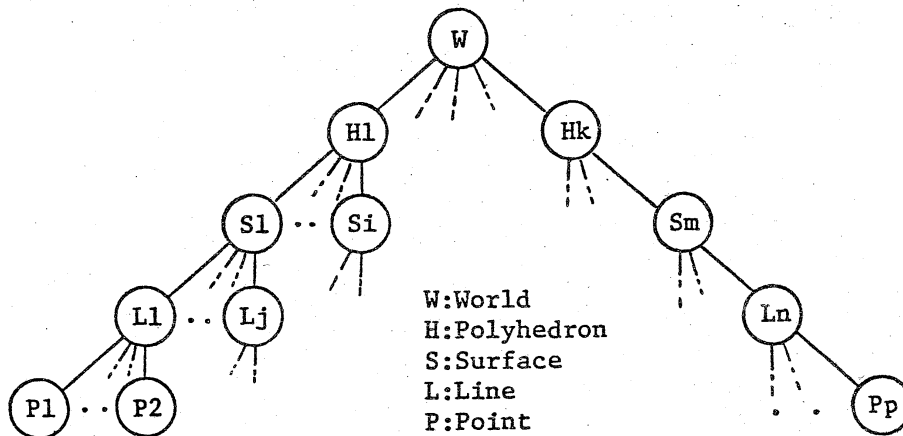 W
H1 Hk
S1 .. Si Sm
L1 .. Lj Ln
P1 .. P2 . . Pp
W:World
H:Polyhedron
S:Surface
L:Line
P:Point